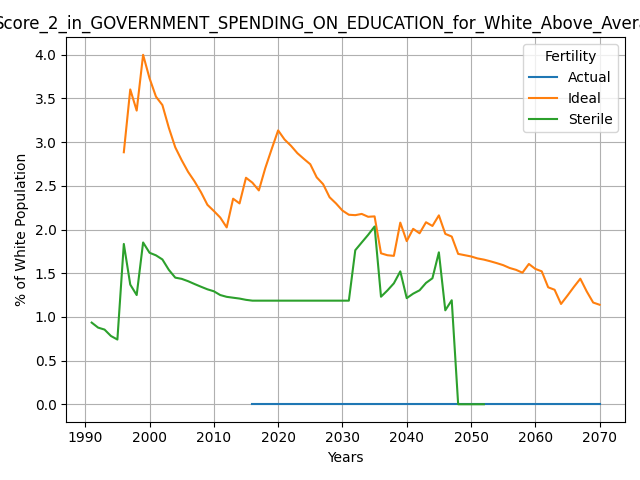 Score_2_in_GOVERNMENT_SPENDING_ON_EDUCATION_for_White_Above_Avera
Fertility
Actual
Ideal
Sterile
% of White Population
4.0
3.5
3.0
2.5
2.0
1.5
1.0
0.5
0.0
1990 2000 2010 2020 2030 2040 2050 2060 2070
Years